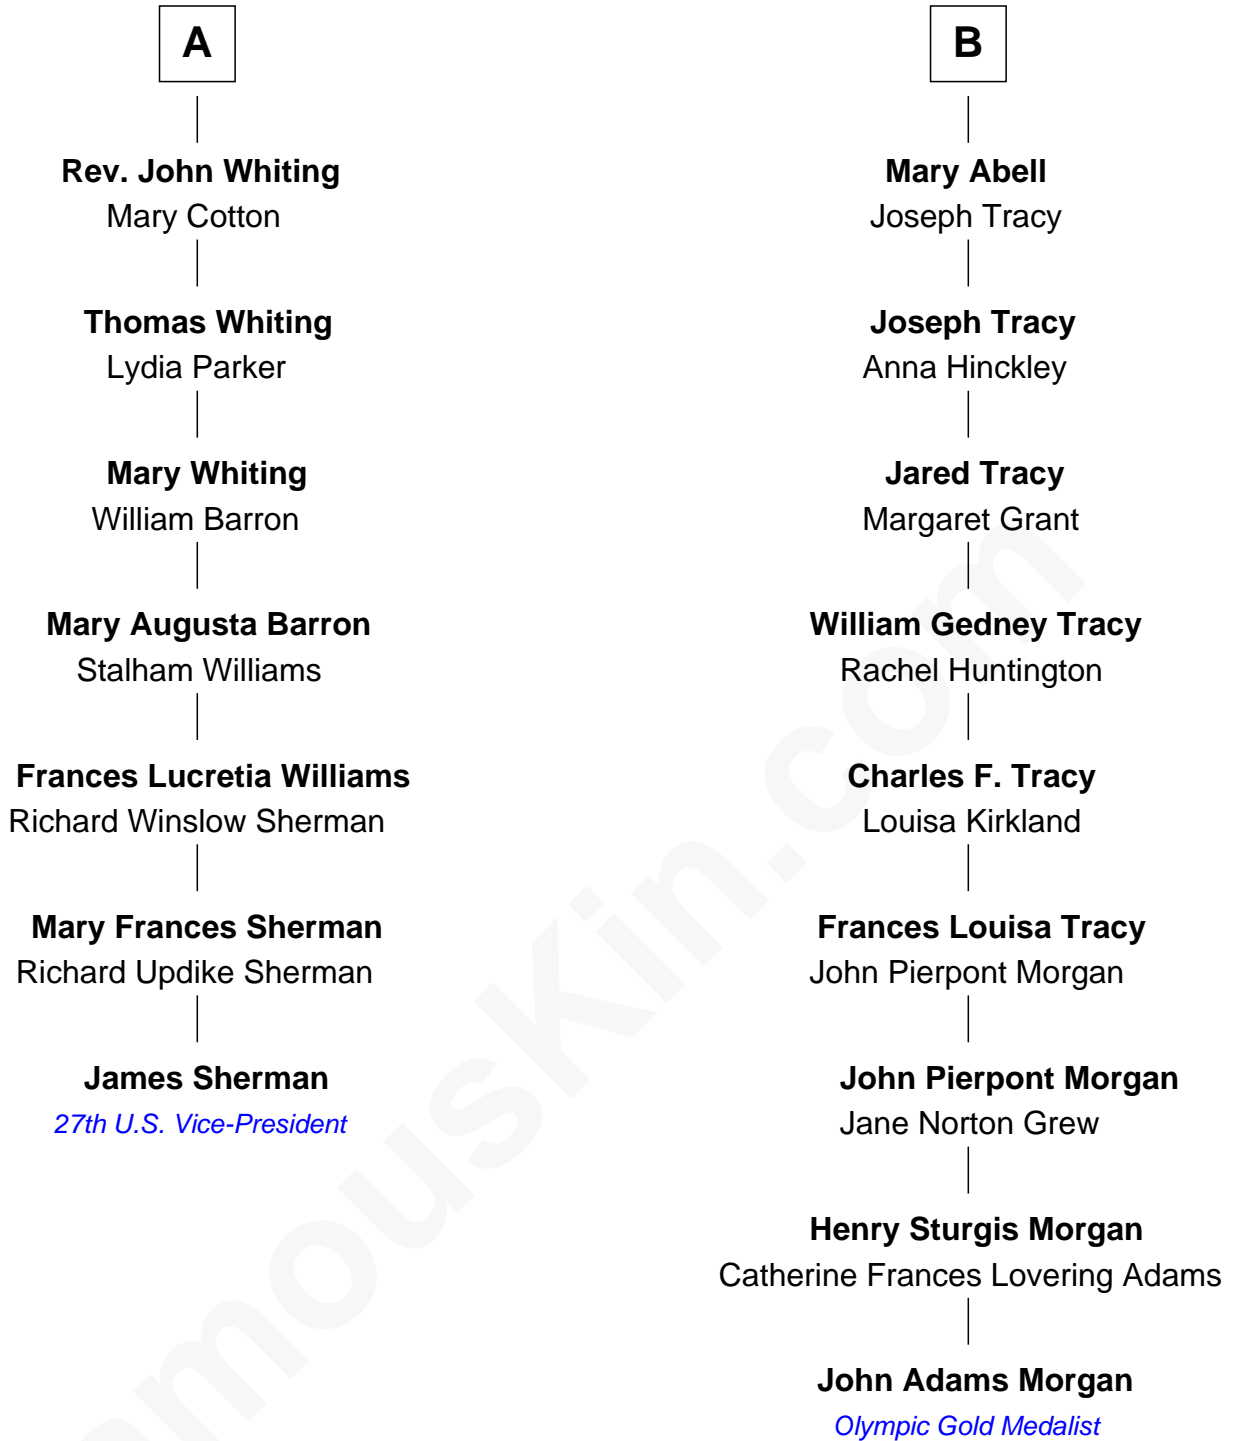 A
Rev. John Whiting
Mary Cotton
Thomas Whiting
Lydia Parker
Mary Whiting
William Barron
Mary Augusta Barron
Stalham Williams
Frances Lucretia Williams
Richard Winslow Sherman
Mary Frances Sherman
Richard Updike Sherman
James Sherman
27th U.S. Vice-President
B
Mary Abell
Joseph Tracy
Joseph Tracy
Anna Hinckley
Jared Tracy
Margaret Grant
William Gedney Tracy
Rachel Huntington
Charles F. Tracy
Louisa Kirkland
Frances Louisa Tracy
John Pierpont Morgan
John Pierpont Morgan
Jane Norton Grew
Henry Sturgis Morgan
Catherine Frances Lovering Adams
John Adams Morgan
Olympic Gold Medalist
amouskin.com